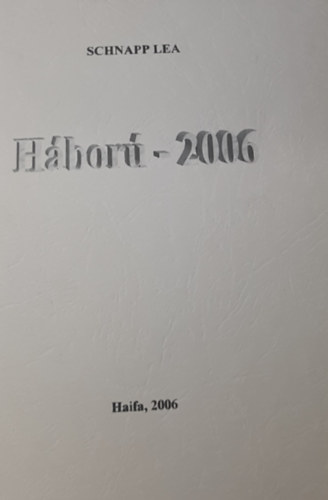 SCHNAPP LEA
Háború - 2006
Haifa, 2006